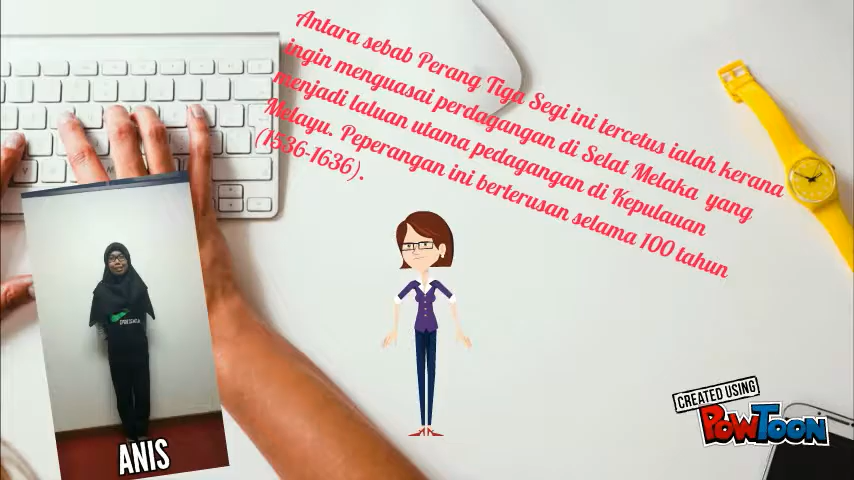 Antara sebab Perang Tiga Segi ini tercetus ialah kerana
ingin menguasai perdagangan di Selat Melaka yang
menjadi laluan utama pedagangan di Kepulauan
Melayu. Peperangan ini berterusan selama 100 tahun
(1536-1636).
ANIS
CREATED USING
POWTOON